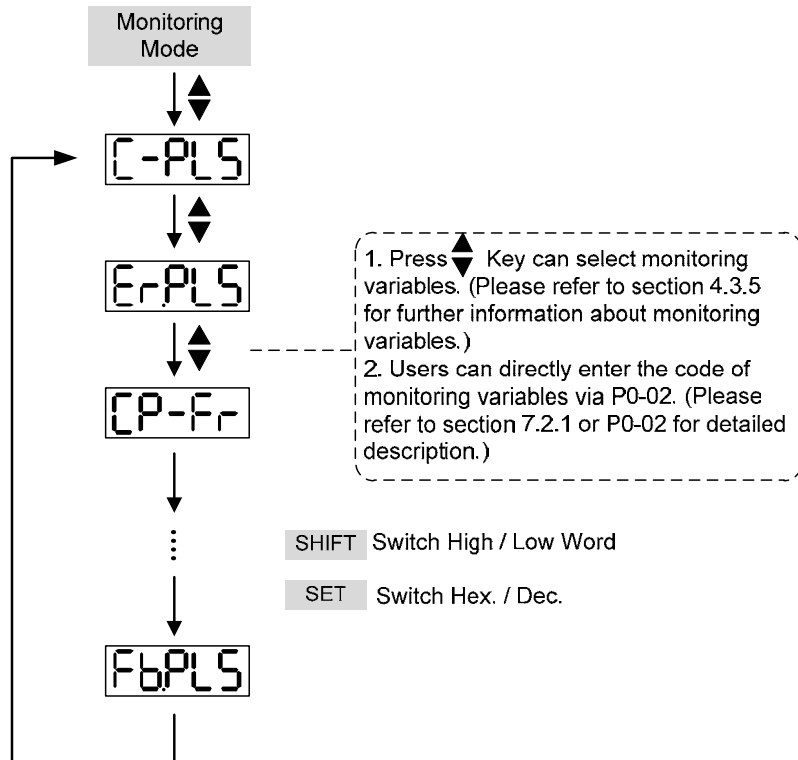 Monitoring
Mode
C-PLS
Er.PLS
1. Press Key can select monitoring
variables. (Please refer to section 4.3.5
for further information about monitoring
variables.)
2. Users can directly enter the code of
monitoring variables via P0-02. (Please
refer to section 7.2.1 or P0-02 for detailed
description.)
CP-Fr
SHIFT Switch High / Low Word
SET Switch Hex. / Dec.
Fb.PLS